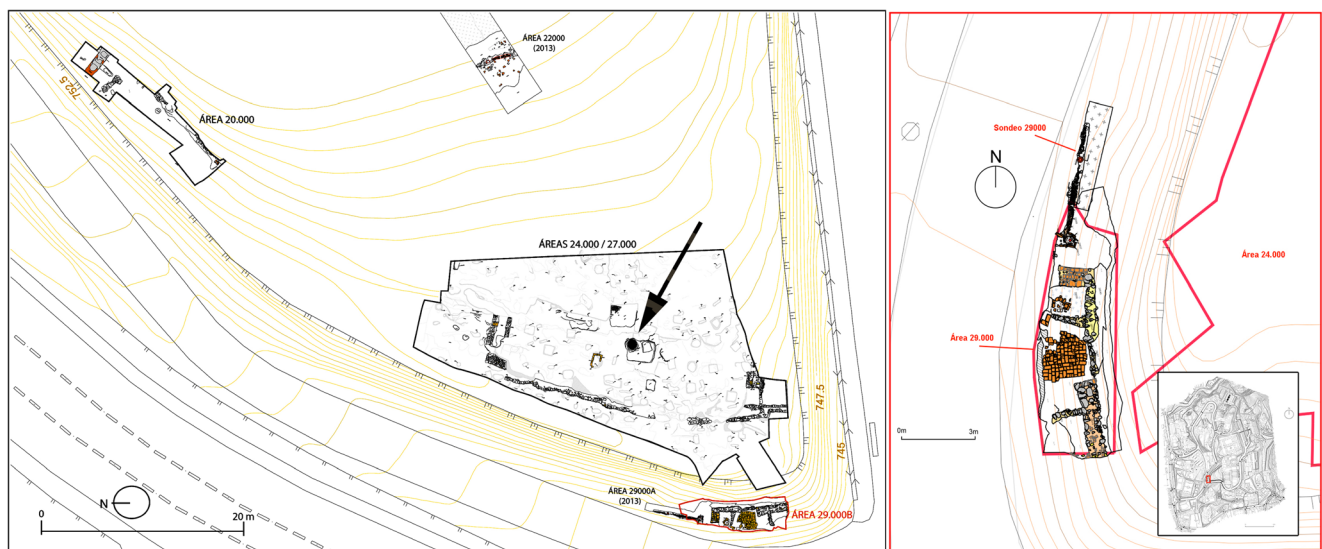 ÁREA 22000
(2013)
752.5
ÁREA 20.000
ÁREAS 24.000 / 27.000
747.5
745
ÁREA 29000A
(2013)
ÁREA 29.000B
N
0
20 m
Sondeo 29000
N
Área 24.000
Área 29.000
0m
3m